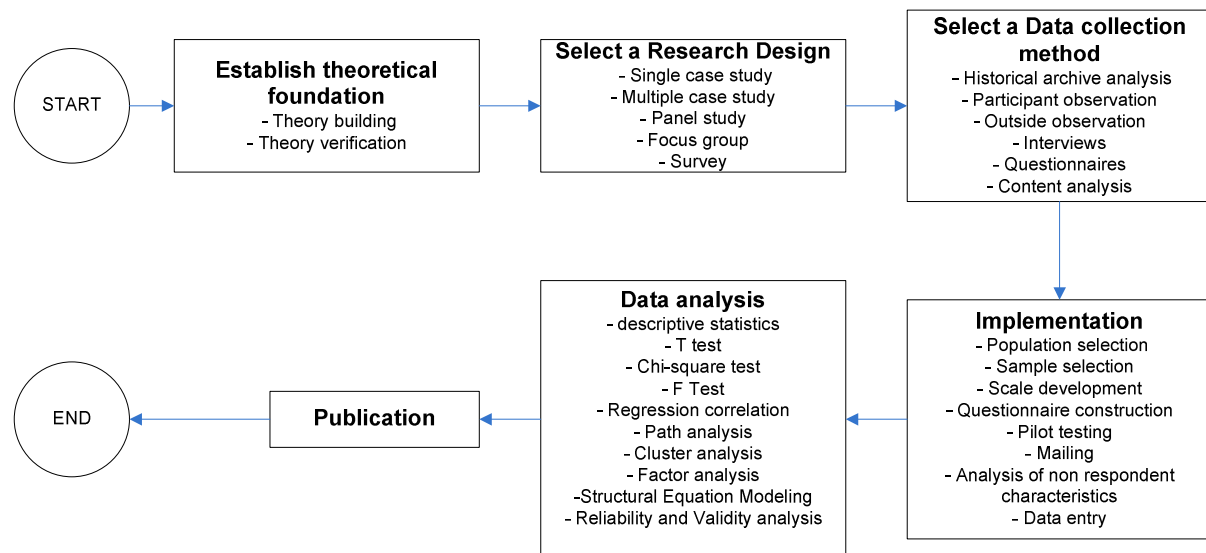 START
Establish theoretical
foundation
- Theory building
- Theory verification
Select a Research Design
- Single case study
- Multiple case study
- Panel study
- Focus group
- Survey
Select a Data collection
method
- Historical archive analysis
- Participant observation
- Outside observation
- Interviews
- Questionnaires
- Content analysis
Implementation
- Population selection
- Sample selection
- Scale development
- Questionnaire construction
- Pilot testing
- Mailing
- Analysis of non respondent
characteristics
- Data entry
Data analysis
- descriptive statistics
- T test
- Chi-square test
- F Test
- Regression correlation
- Path analysis
- Cluster analysis
- Factor analysis
-Structural Equation Modeling
- Reliability and Validity analysis
Publication
END